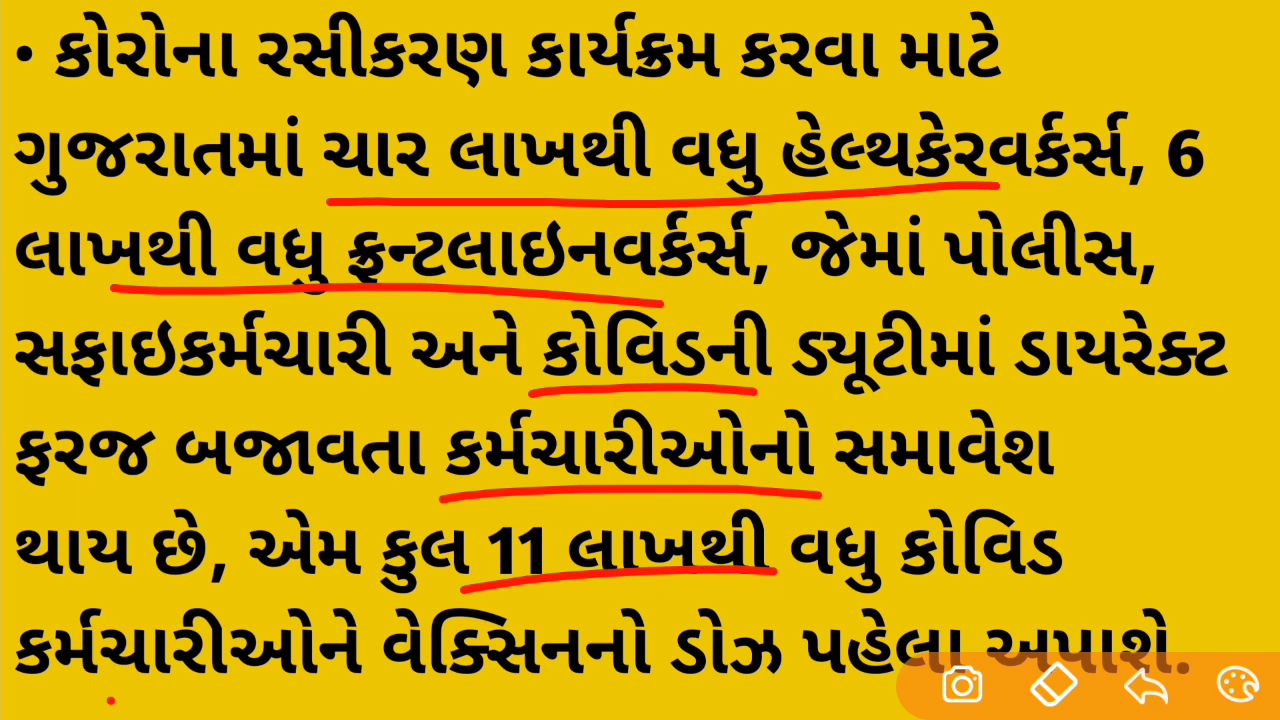 • કોરોના રસીકરણ કાર્યક્રમ કરવા માટે
ગુજરાતમાં ચાર લાખથી વધુ હેલ્થકેરવર્કર્સ, 6
લાખથી વધુ ફ્રન્ટલાઇનવર્કર્સ, જેમાં પોલીસ,
સફાઇકર્મચારી અને કોવિડની ડ્યૂટીમાં ડાયરેક્ટ
ફરજ બજાવતા કર્મચારીઓનો સમાવેશ
થાય છે, એમ કુલ 11 લાખથી વધુ કોવિડ
કર્મચારીઓને વેક્સિનનો ડોઝ પહેલા અપાશે.